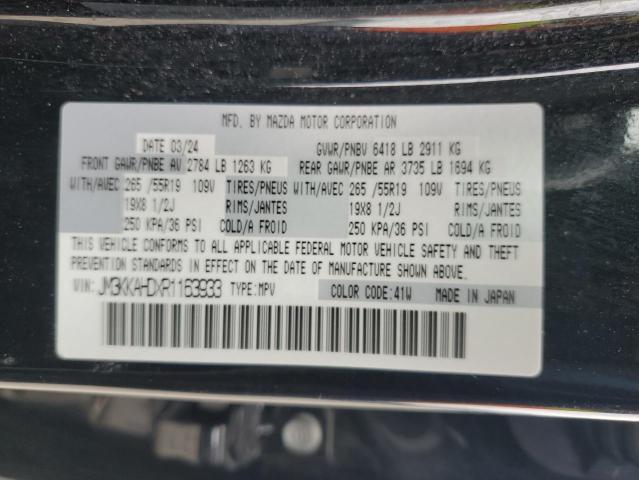 MFD. BY MAZDA MOTOR CORPORATION
DATE 03/24 GVWR/PNBV 6418 LB 2911 KG
FRONT GAWR/PNBE AV 2784 LB 1263 KG REAR GAWR/PNBE AR 3735 LB 1694 KG
WITH/AVEC 265 /55R19 109V TIRES/PNEUS WITH/AVEC 265 /55R19 109V TIRES/PNEUS
19X8 1/2J RIMS/JANTES 19X8 1/2J RIMS/JANTES
250 KPA/36 PSI COLD/A FROID 250 KPA/36 PSI COLD/A FROID
THIS VEHICLE CONFORMS TO ALL APPLICABLE FEDERAL MOTOR VEHICLE SAFETY AND THEFT
PREVENTION STANDARDS IN EFFECT ON THE DATE OF MANUFACTURE SHOWN ABOVE.
VIN: JM3KKAHDXR1163933 TYPE:MPV COLOR CODE:41W MADE IN JAPAN